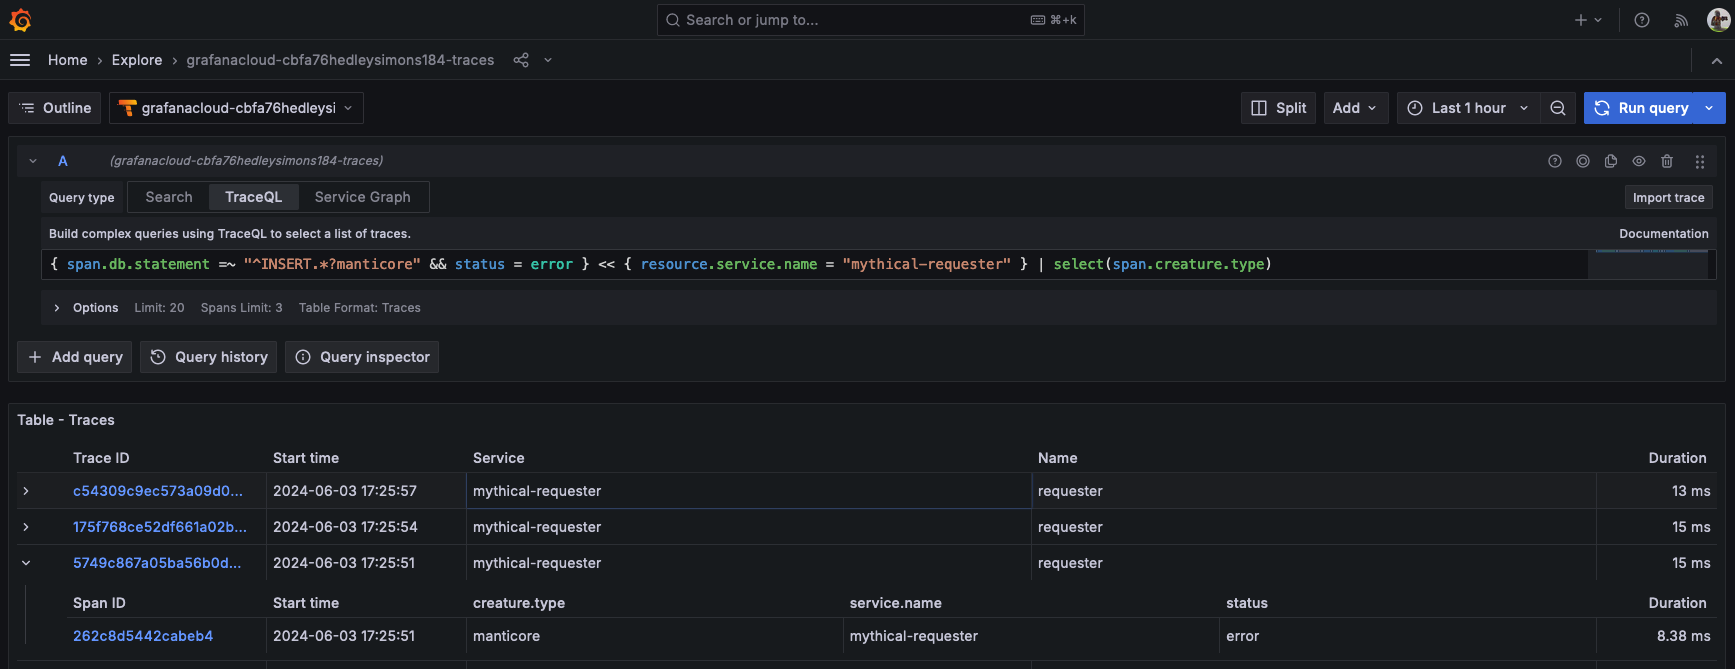 Search or jump to... ⌘+k
Home › Explore › grafanacloud-cbfa76hedleysimons184-traces
Outline grafanacloud-cbfa76hedleysi Split Add Last 1 hour Run query
A (grafanacloud-cbfa76hedleysimons184-traces)
Query type Search TraceQL Service Graph Import trace
Build complex queries using TraceQL to select a list of traces. Documentation
{ span.db.statement =~ "^INSERT.*?manticore" && status = error } << { resource.service.name = "mythical-requester" } | select(span.creature.type)
Options Limit: 20 Spans Limit: 3 Table Format: Traces
+ Add query Query history Query inspector
Table - Traces
Trace ID Start time Service Name Duration
c54309c9ec573a09d0... 2024-06-03 17:25:57 mythical-requester requester 13 ms
175f768ce52df661a02b... 2024-06-03 17:25:54 mythical-requester requester 15 ms
5749c867a05ba56b0d... 2024-06-03 17:25:51 mythical-requester requester 15 ms
Span ID Start time creature.type service.name status Duration
262c8d5442cabeb4 2024-06-03 17:25:51 manticore mythical-requester error 8.38 ms